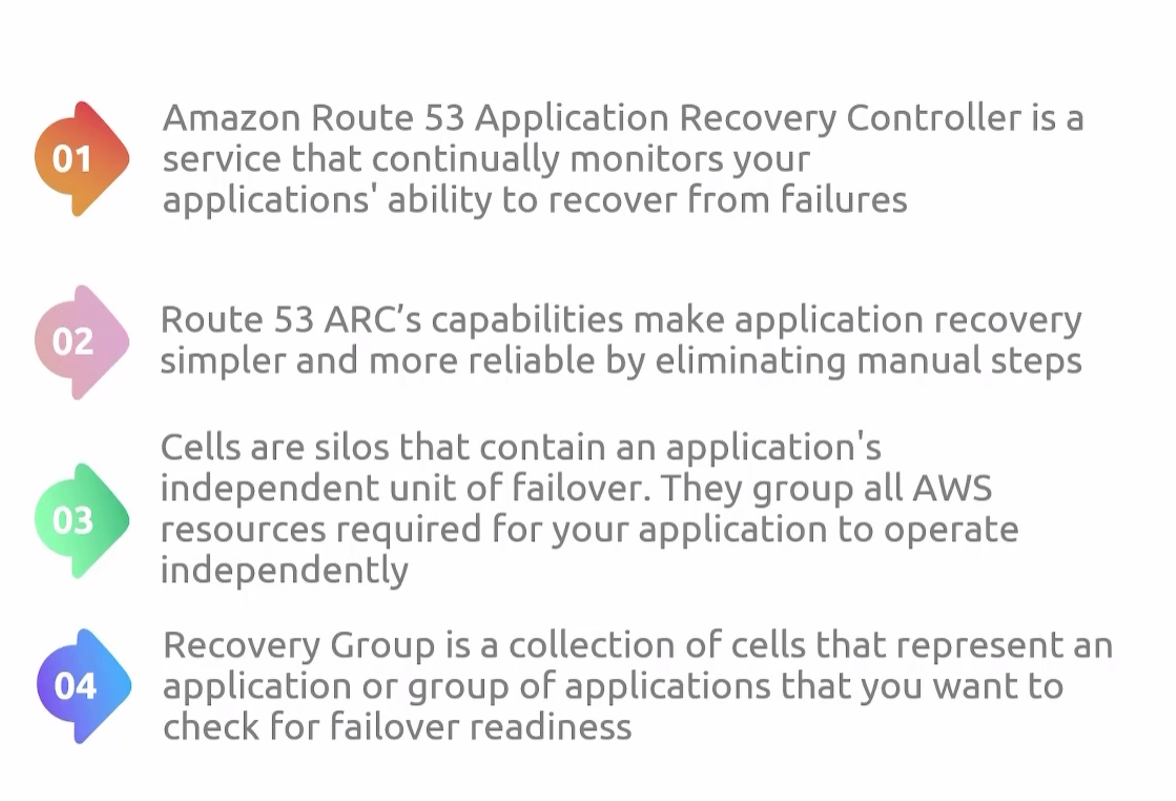 01
Amazon Route 53 Application Recovery Controller is a
service that continually monitors your
applications' ability to recover from failures
02
Route 53 ARC’s capabilities make application recovery
simpler and more reliable by eliminating manual steps
03
Cells are silos that contain an application's
independent unit of failover. They group all AWS
resources required for your application to operate
independently
04
Recovery Group is a collection of cells that represent an
application or group of applications that you want to
check for failover readiness